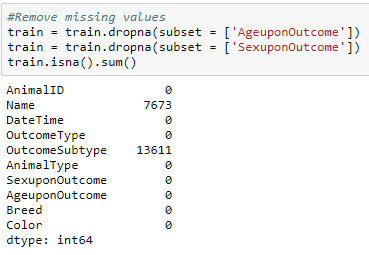 #Remove missing values
train = train.dropna(subset = ['AgeuponOutcome'])
train = train.dropna(subset = ['SexuponOutcome'])
train.isna().sum()
AnimalID 0
Name 7673
DateTime 0
OutcomeType 0
OutcomeSubtype 13611
AnimalType 0
SexuponOutcome 0
AgeuponOutcome 0
Breed 0
Color 0
dtype: int64